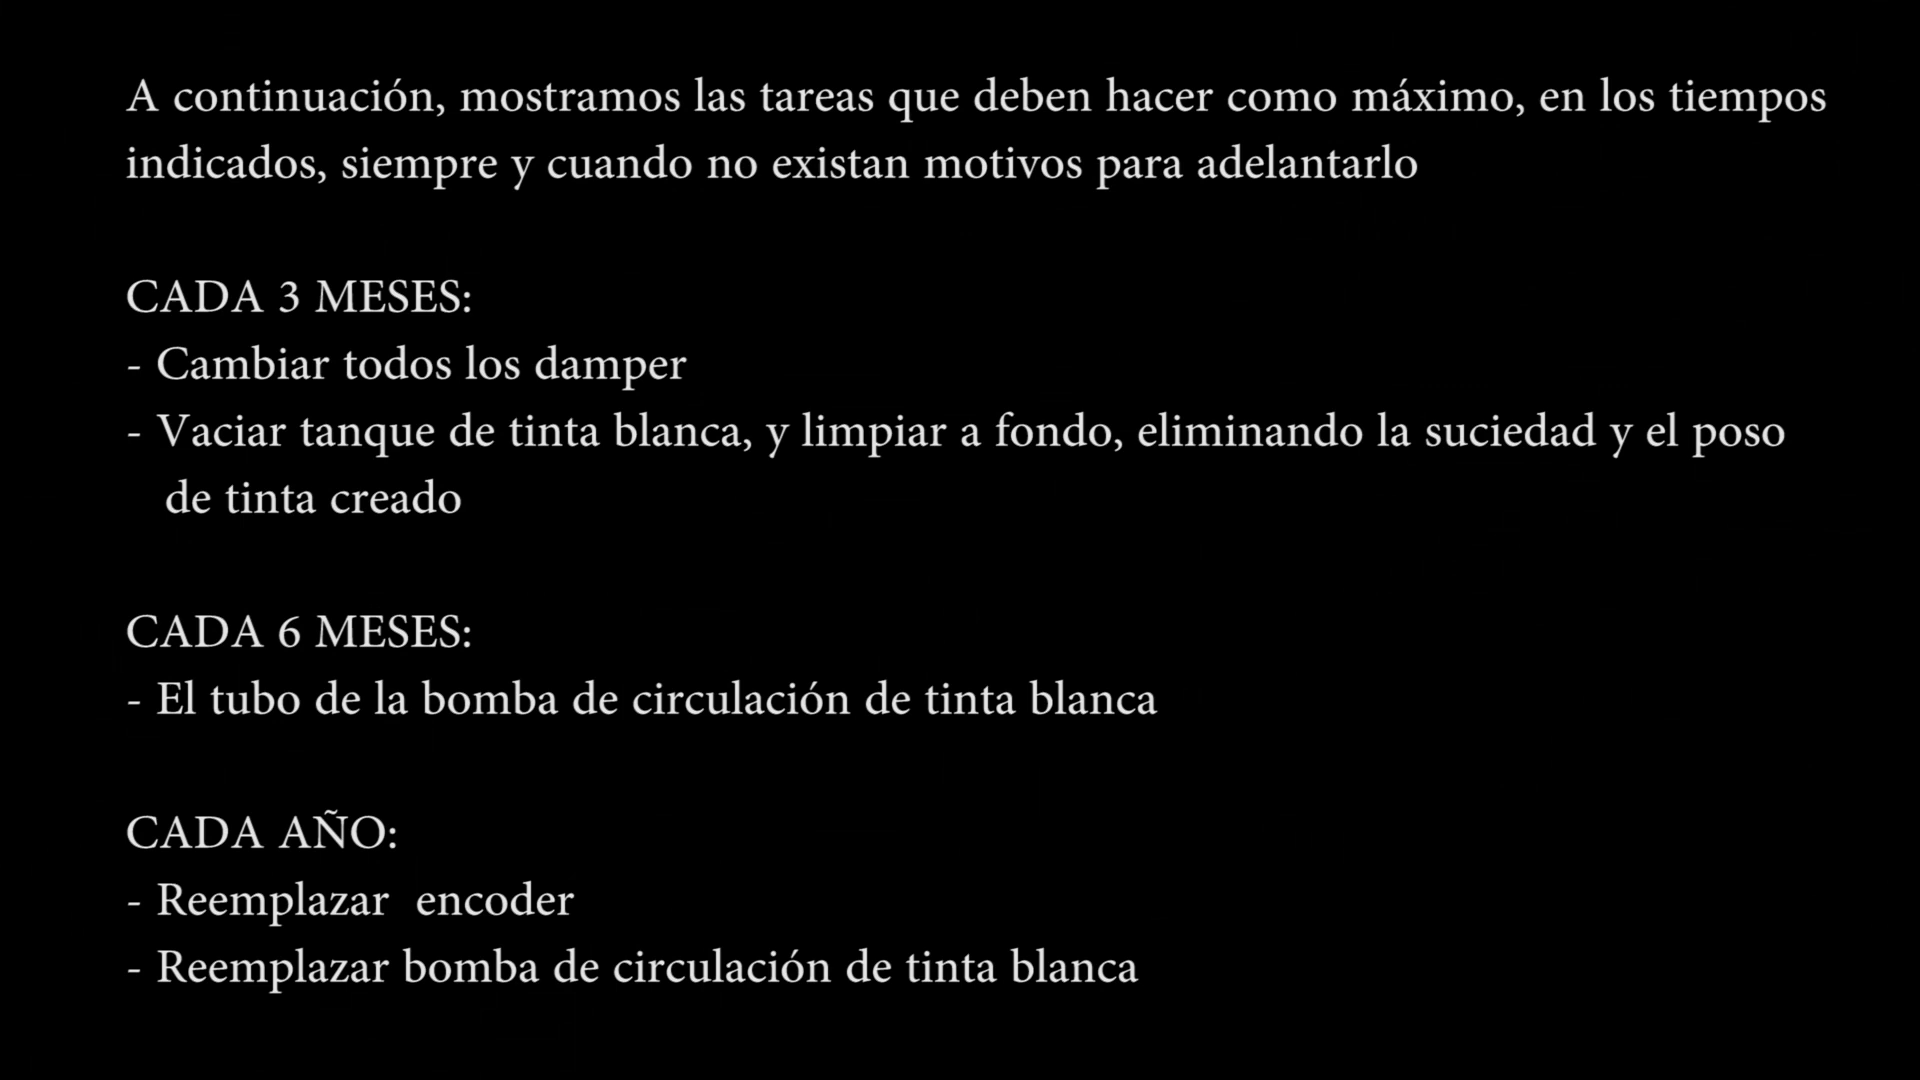 A continuación, mostramos las tareas que deben hacer como máximo, en los tiempos
indicados, siempre y cuando no existan motivos para adelantarlo
CADA 3 MESES:
- Cambiar todos los damper
- Vaciar tanque de tinta blanca, y limpiar a fondo, eliminando la suciedad y el poso
de tinta creado
CADA 6 MESES:
- El tubo de la bomba de circulación de tinta blanca
CADA AÑO:
- Reemplazar  encoder
- Reemplazar bomba de circulación de tinta blanca